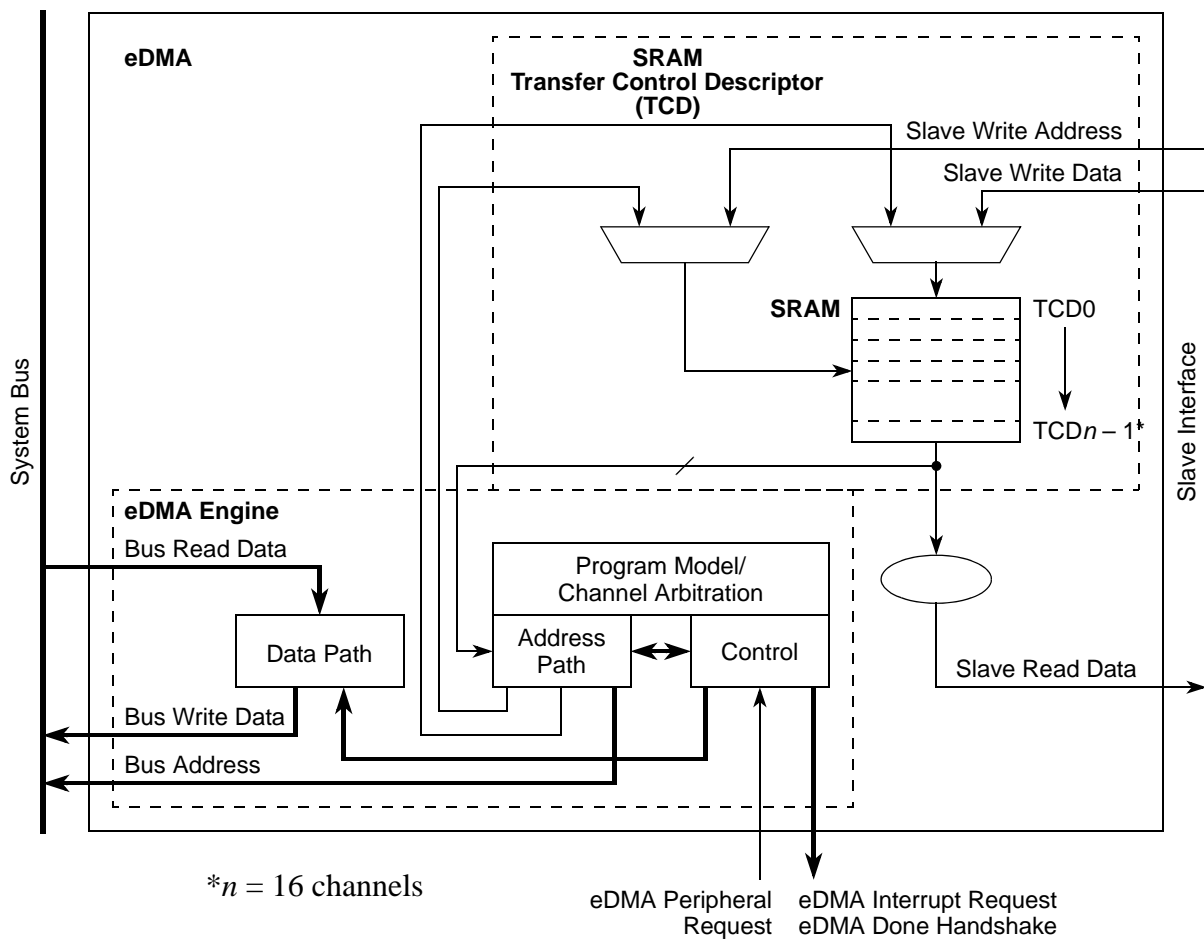 eDMA
SRAM
Transfer Control Descriptor
(TCD)
Slave Write Address
Slave Write Data
SRAM
TCD0
TCDn – 1*
System Bus
Slave Interface
eDMA Engine
Bus Read Data
Program Model/
Channel Arbitration
Data Path
Address
Path
Control
Slave Read Data
Bus Write Data
Bus Address
*n = 16 channels
eDMA Peripheral
Request
eDMA Interrupt Request
eDMA Done Handshake